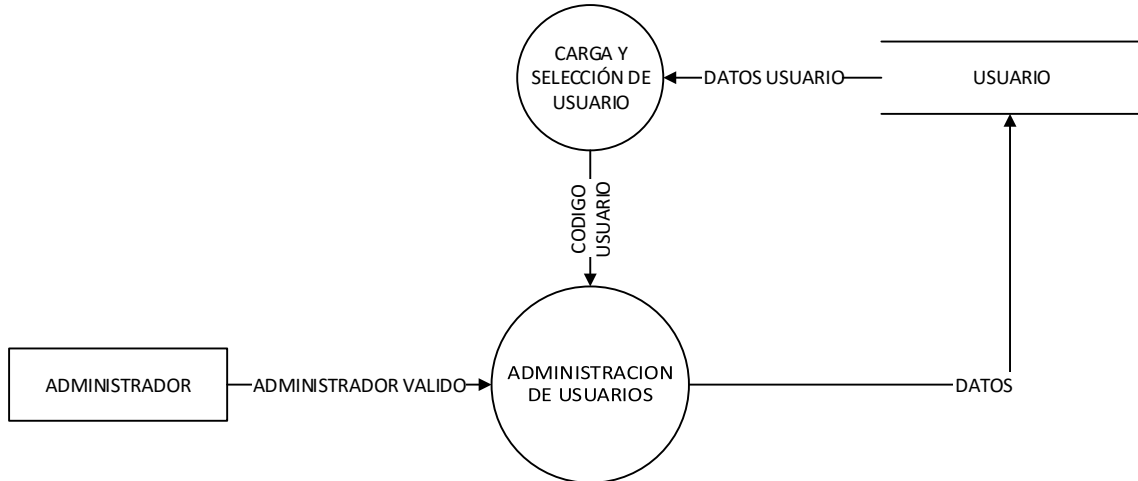 CARGA Y
SELECCIÓN DE
USUARIO
DATOS USUARIO
USUARIO
CODIGO
USUARIO
ADMINISTRADOR
ADMINISTRADOR VALIDO
ADMINISTRACION
DE USUARIOS
DATOS